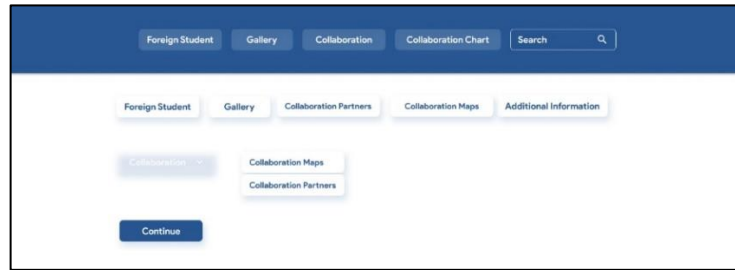 Foreign Student Gallery Collaboration Collaboration Chart Search
Foreign Student Gallery Collaboration Partners Collaboration Maps Additional Information
Collaboration Collaboration Maps
Collaboration Partners
Continue